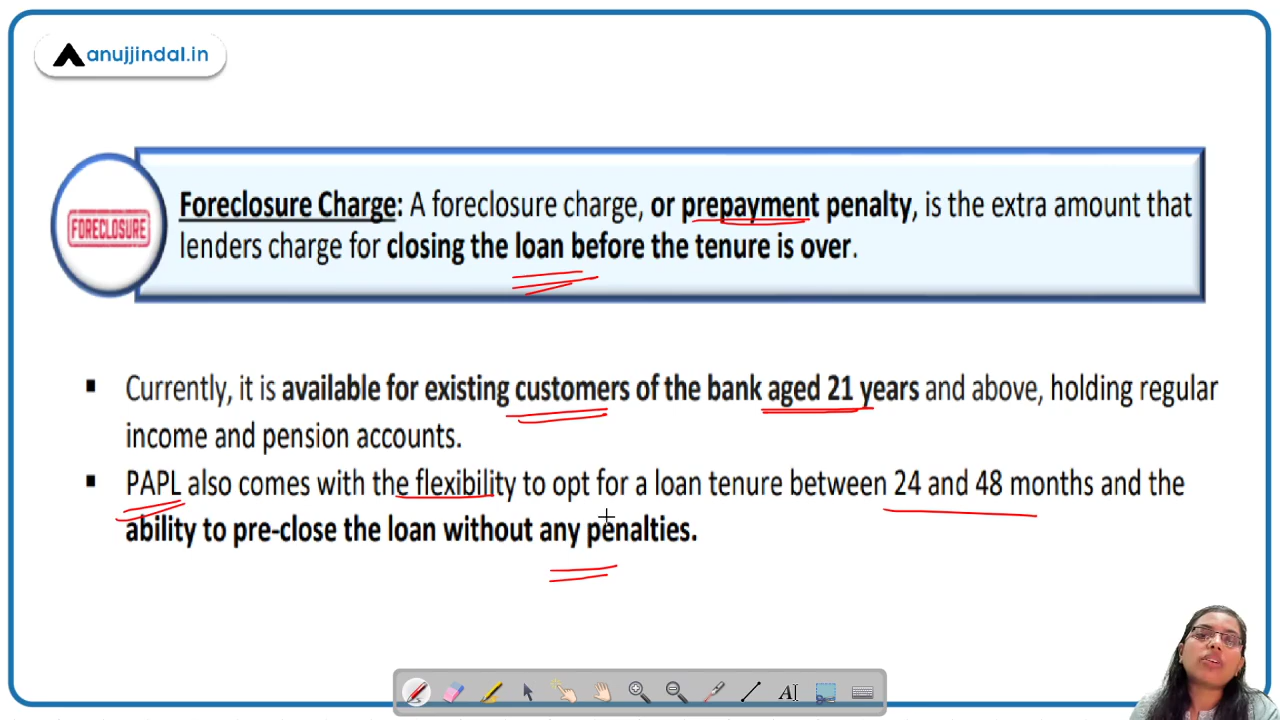 anujjindal.in
FORECLOSURE
Foreclosure Charge: A foreclosure charge, or prepayment penalty, is the extra amount that
lenders charge for closing the loan before the tenure is over.
▪ Currently, it is available for existing customers of the bank aged 21 years and above, holding regular
income and pension accounts.
▪ PAPL also comes with the flexibility to opt for a loan tenure between 24 and 48 months and the
ability to pre-close the loan without any penalties.
AI